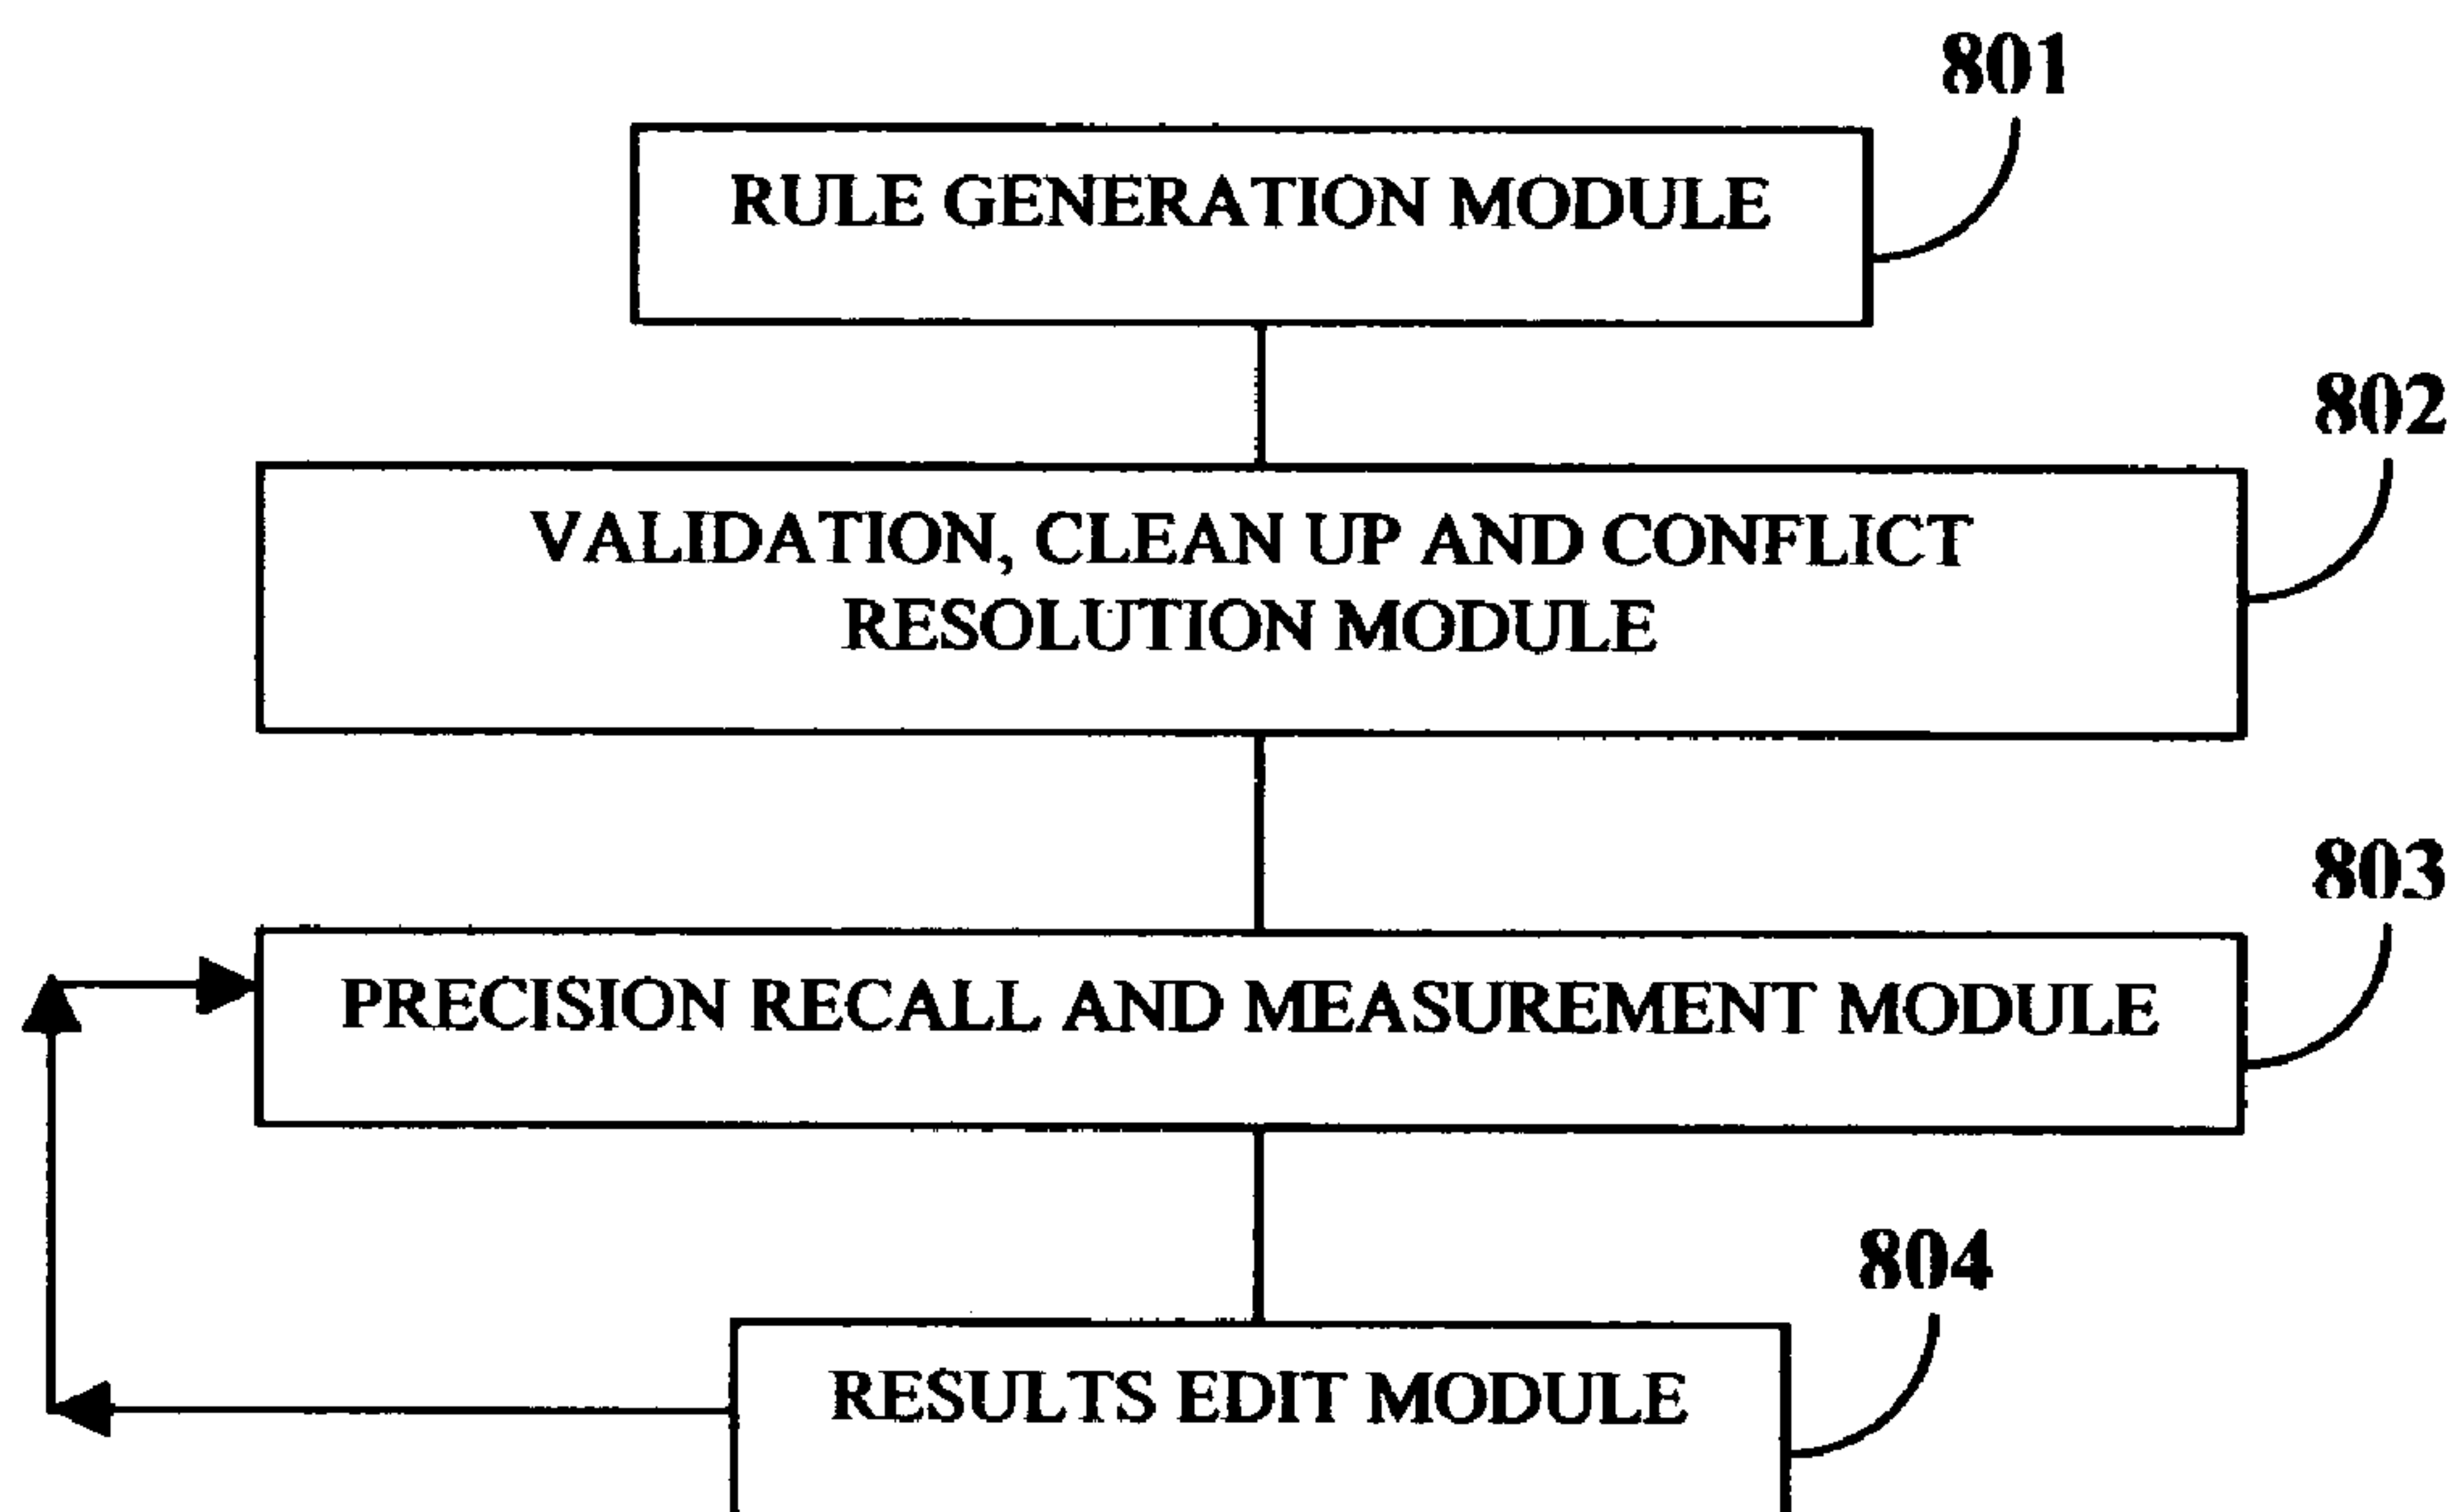 801
RULE GENERATION MODULE
802
VALIDATION, CLEAN UP AND CONFLICT
RESOLUTION MODULE
803
PRECISION RECALL AND MEASUREMENT MODULE
804
RESULTS EDIT MODULE